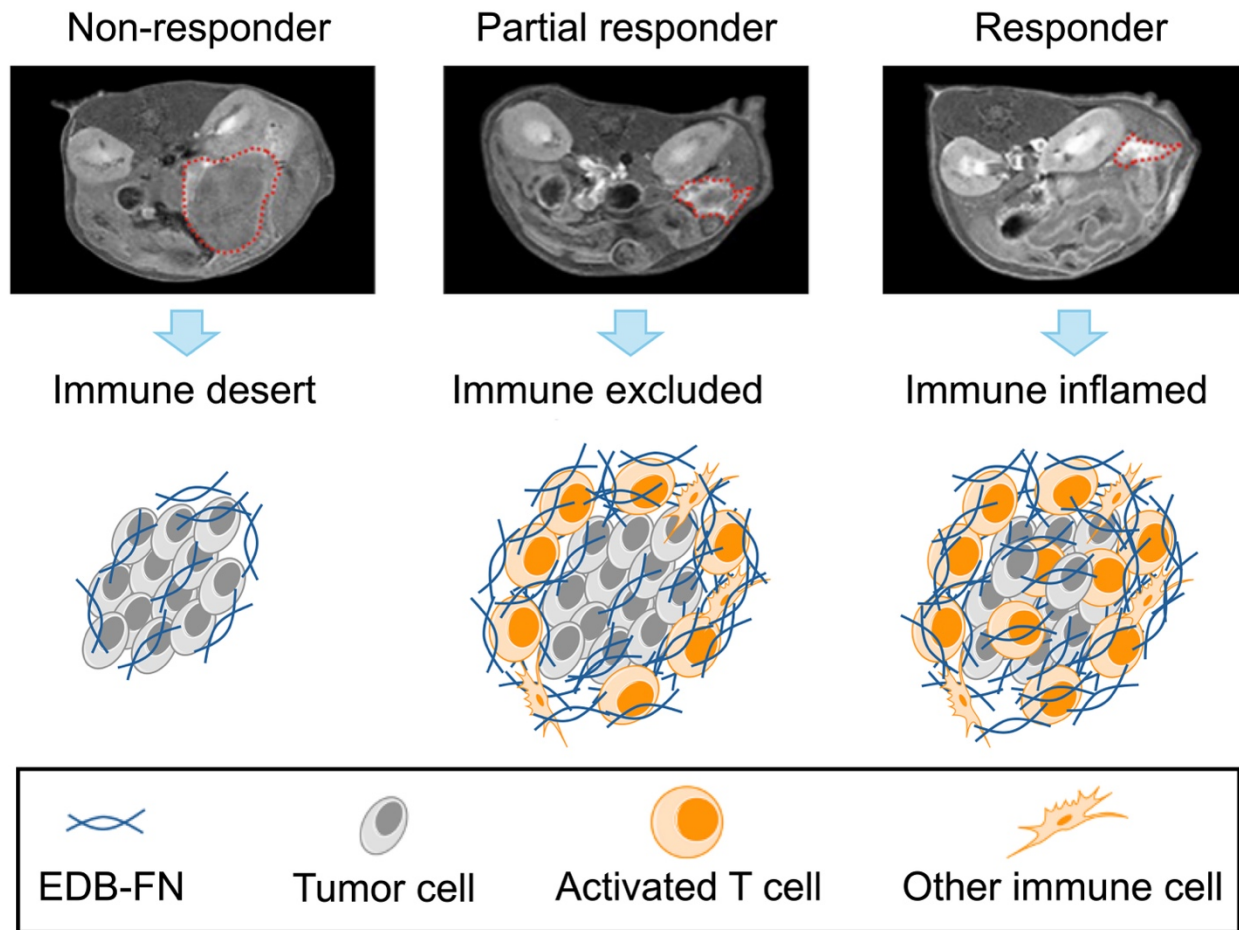 Non-responder
Partial responder
Responder
Immune desert
Immune excluded
Immune inflamed
EDB-FN
Tumor cell
Activated T cell
Other immune cell